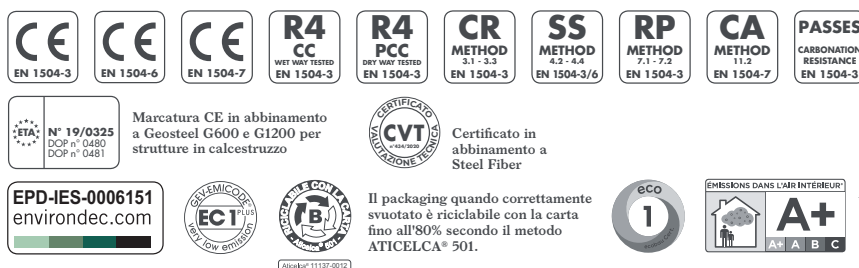 CE
EN 1504-3
CE
EN 1504-6
CE
EN 1504-7
R4
CC
WET WAY TESTED
EN 1504-3
R4
PCC
DRY WAY TESTED
EN 1504-3
CR
METHOD
3.1 - 3.3
EN 1504-3
SS
METHOD
4.2 - 4.4
EN 1504-3/6
RP
METHOD
7.1 - 7.2
EN 1504-3
CA
METHOD
11.2
EN 1504-7
PASSES
CARBONATION
RESISTANCE
EN 1504-3
ETA
N° 19/0325
DOP n° 0480
DOP n° 0481
Marcatura CE in abbinamento
a Geosteel G600 e G1200 per
strutture in calcestruzzo
CERTIFICATO
CVT
n°434/2020
VALUTAZIONE TECNICA
Certificato in
abbinamento a
Steel Fiber
EPD-IES-0006151
environdec.com
GEV-EMICODE®
EC 1 PLUS
very low emission
RICICLABILE CON LA CARTA
B
Aticelca® 501
Aticelca® 11137-0012
Il packaging quando correttamente
svuotato è riciclabile con la carta
fino all'80% secondo il metodo
ATICELCA® 501.
eco
1
ÉMISSIONS DANS L'AIR INTÉRIEUR*
A+
A+ A B C